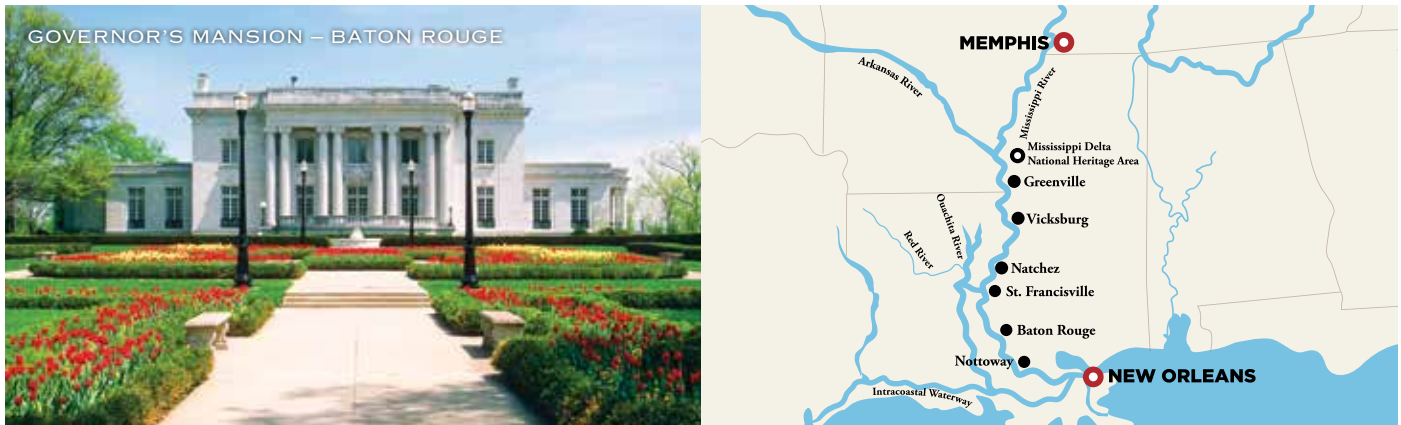 GOVERNOR'S MANSION – BATON ROUGE
MEMPHIS
Arkansas River
Mississippi River
Mississippi Delta
National Heritage Area
Greenville
Vicksburg
Ouachita River
Red River
Natchez
St. Francisville
Baton Rouge
Nottoway
NEW ORLEANS
Intracoastal Waterway